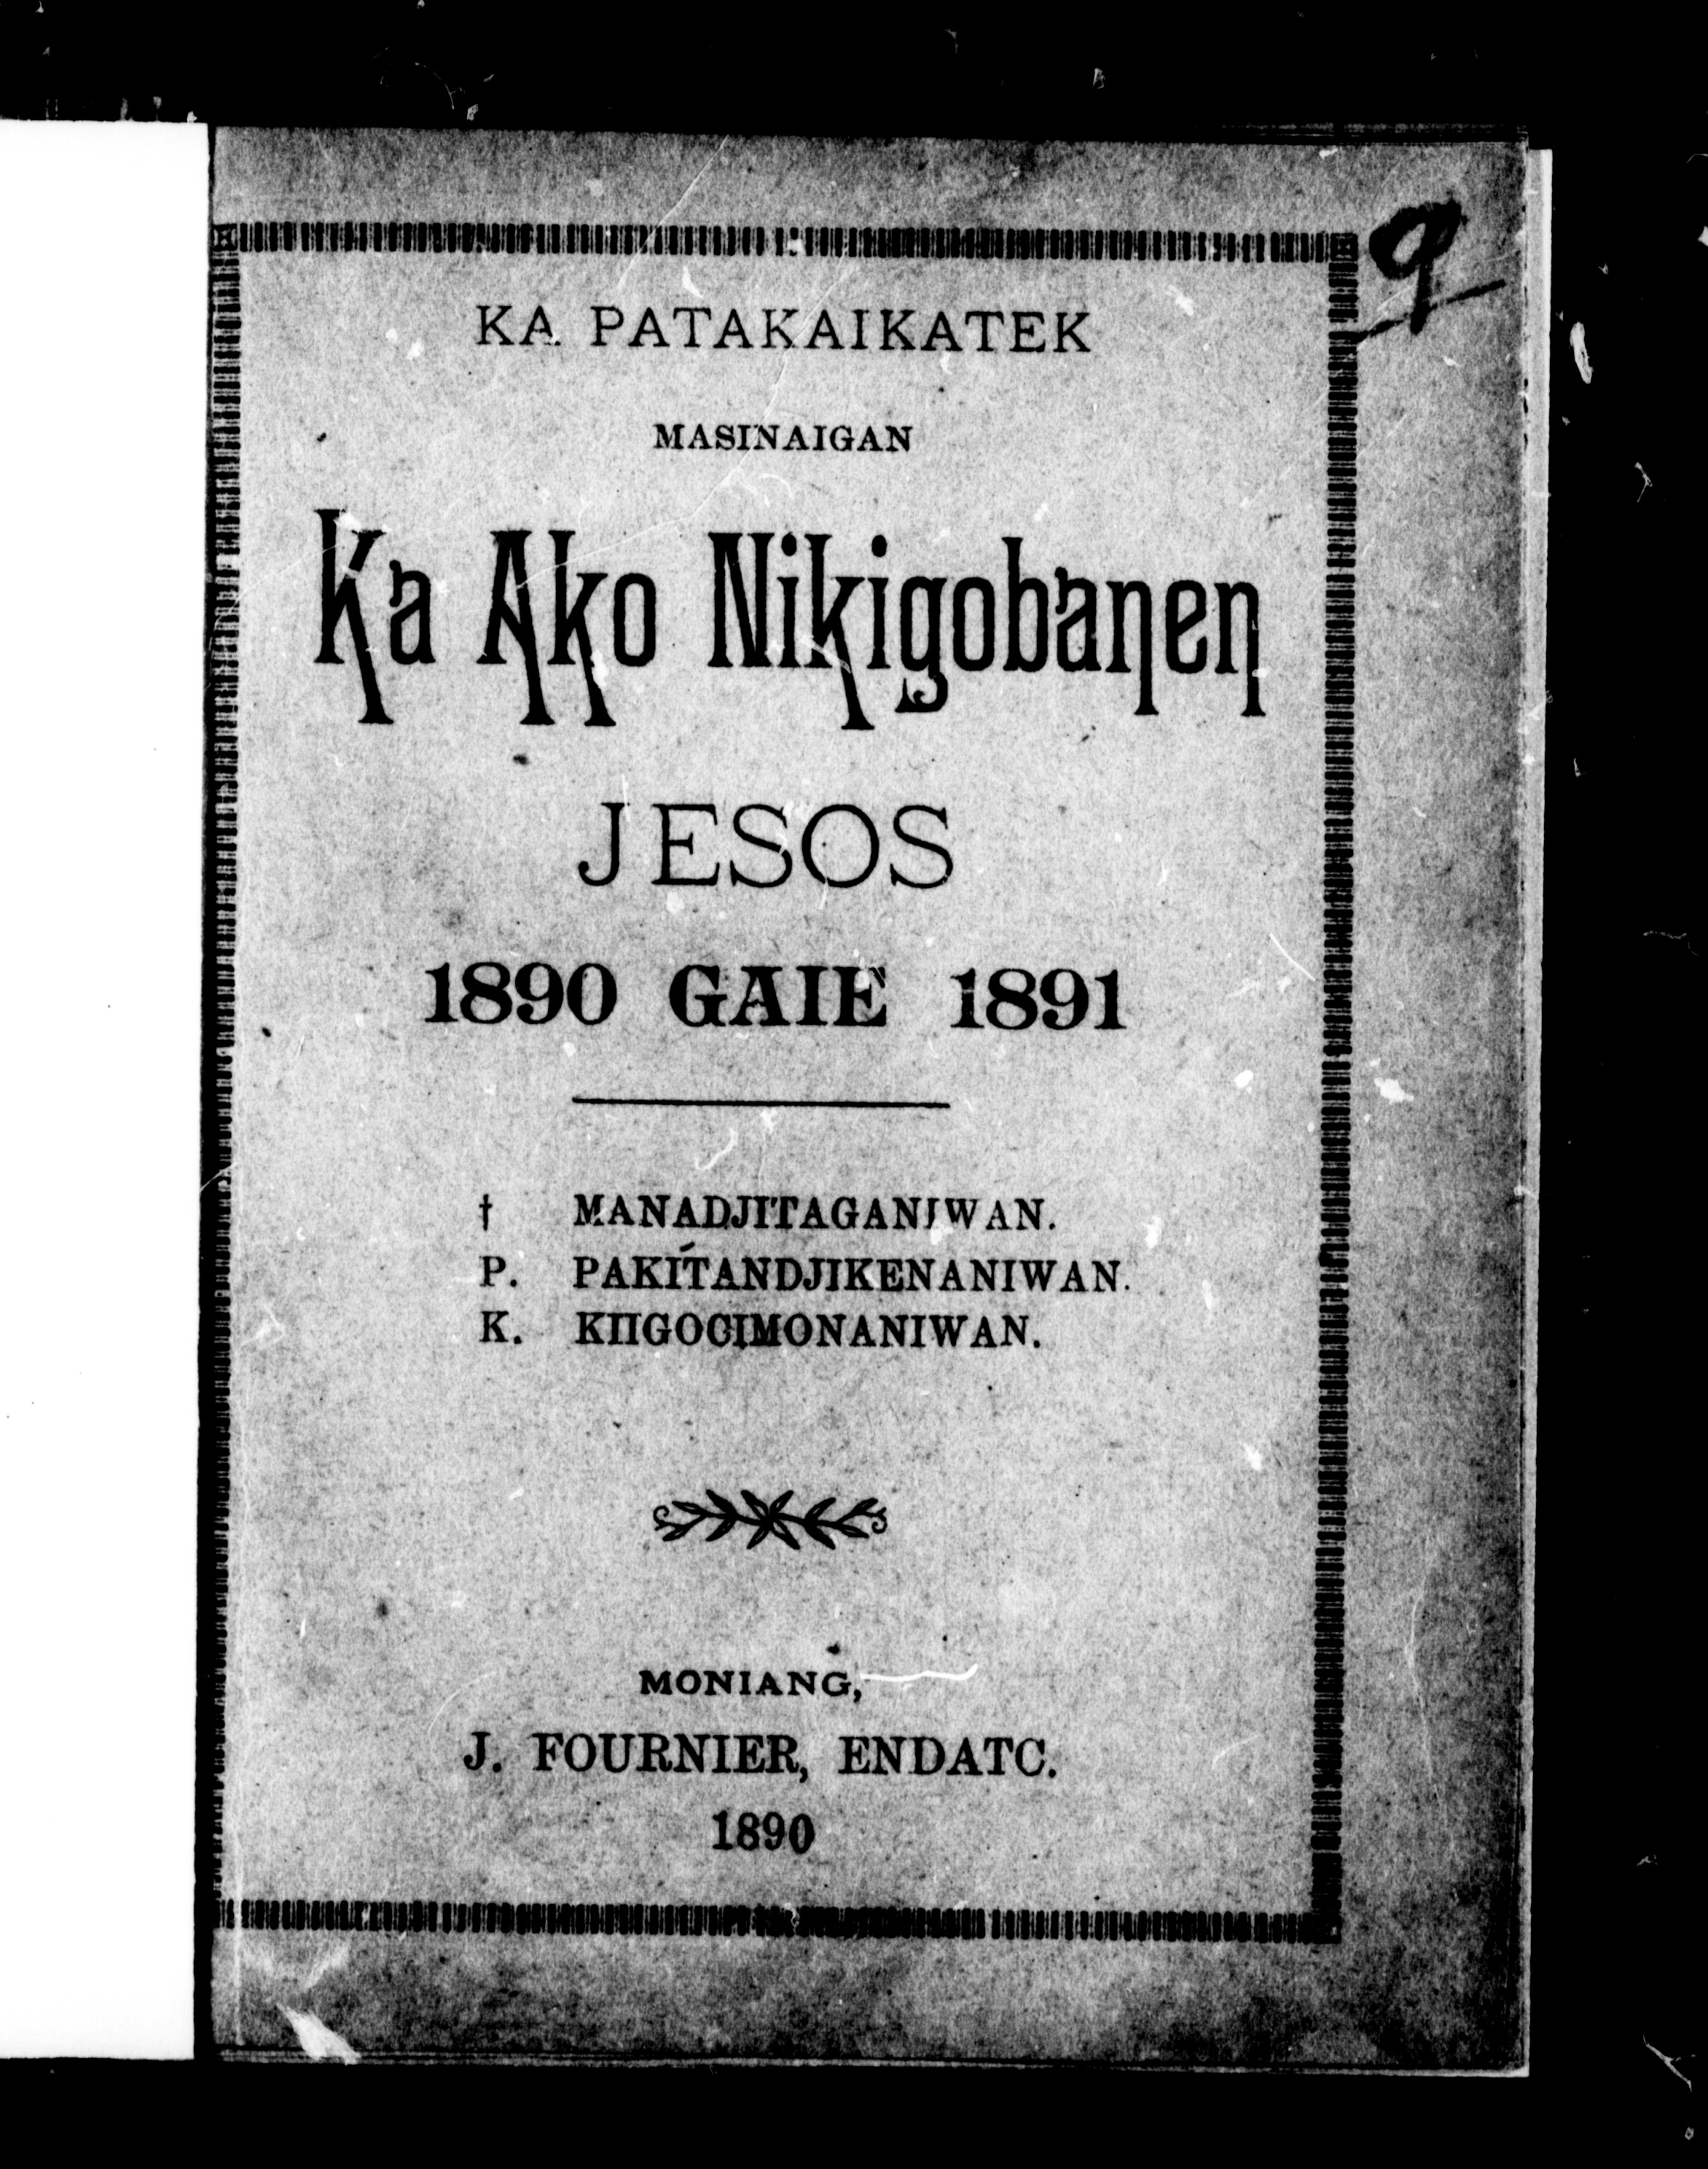 9
KA PATAKAIKATEK
MASINAIGAN
Ka Ako Nikigobanen
JESOS
1890 GAIE 1891
† MANADJITAGANIWAN.
P. PAKITANDJIKENANIWAN.
K. KIIGOCIMONANIWAN.
MONIANG,
J. FOURNIER, ENDATC.
1890